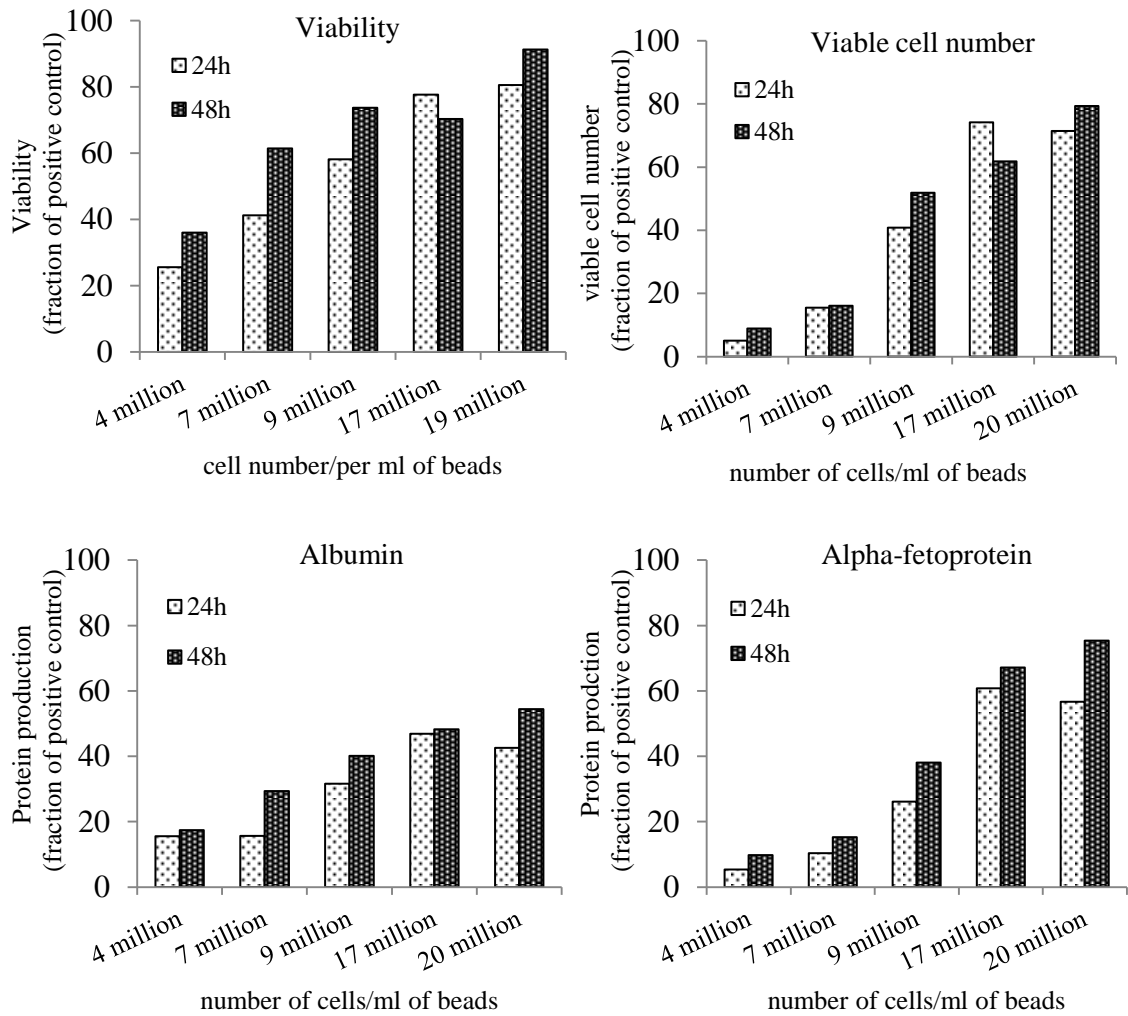 Viability
100
80
60
40
20
0
24h
48h
Viability
(fraction of positive control)
4 million
7 million
9 million
17 million
19 million
cell number/per ml of beads
Viable cell number
100
80
60
40
20
0
24h
48h
viable cell number
(fraction of positive control)
4 million
7 million
9 million
17 million
20 million
number of cells/ml of beads
Albumin
100
80
60
40
20
0
24h
48h
Protein production
(fraction of positive control)
4 million
7 million
9 million
17 million
20 million
number of cells/ml of beads
Alpha-fetoprotein
100
80
60
40
20
0
24h
48h
Protein prodction
(fraction of positive control)
4 million
7 million
9 million
17 million
20 million
number of cells/ml of beads